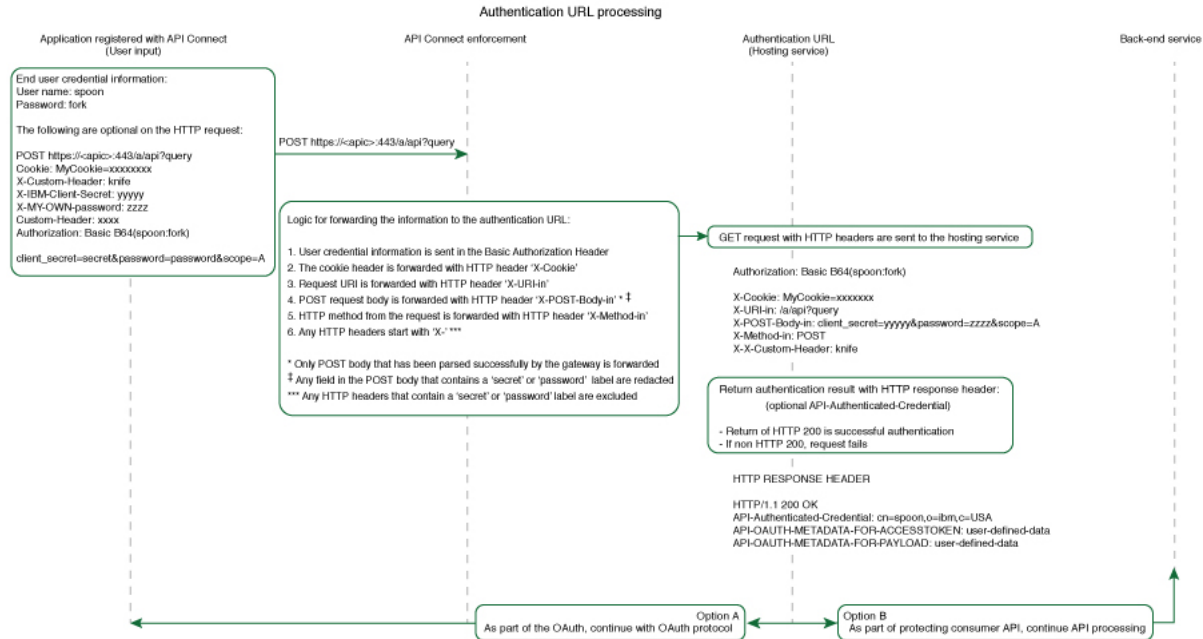 Authentication URL processing
Application registered with API Connect
(User input)
API Connect enforcement
Authentication URL
(Hosting service)
Back-end service
End user credential information:
User name: spoon
Password: fork
The following are optional on the HTTP request:
POST https://<apic>:443/a/api?query
Cookie: MyCookie=xxxxxxxx
X-Custom-Header: knife
X-IBM-Client-Secret: yyyyy
X-MY-OWN-password: zzzz
Custom-Header: xxxx
Authorization: Basic B64(spoon:fork)
client_secret=secret&password=password&scope=A
POST https://<apic>:443/a/api?query
Logic for forwarding the information to the authentication URL:
1. User credential information is sent in the Basic Authorization Header
2. The cookie header is forwarded with HTTP header ‘X-Cookie’
3. Request URI is forwarded with HTTP header ‘X-URI-in’
4. POST request body is forwarded with HTTP header ‘X-POST-Body-in’ * ‡
5. HTTP method from the request is forwarded with HTTP header ‘X-Method-in’
6. Any HTTP headers start with ‘X-’ ***
* Only POST body that has been parsed successfully by the gateway is forwarded
‡ Any field in the POST body that contains a ‘secret’ or ‘password’ label are redacted
*** Any HTTP headers that contain a ‘secret’ or ‘password’ label are excluded
GET request with HTTP headers are sent to the hosting service
Authorization: Basic B64(spoon:fork)
X-Cookie: MyCookie=xxxxxxx
X-URI-in: /a/api?query
X-POST-Body-in: client_secret=yyyyy&password=zzzz&scope=A
X-Method-in: POST
X-X-Custom-Header: knife
Return authentication result with HTTP response header:
(optional API-Authenticated-Credential)
- Return of HTTP 200 is successful authentication
- If non HTTP 200, request fails
HTTP RESPONSE HEADER
HTTP/1.1 200 OK
API-Authenticated-Credential: cn=spoon,o=ibm,c=USA
API-OAUTH-METADATA-FOR-ACCESSTOKEN: user-defined-data
API-OAUTH-METADATA-FOR-PAYLOAD: user-defined-data
Option A
As part of the OAuth, continue with OAuth protocol
Option B
As part of protecting consumer API, continue API processing